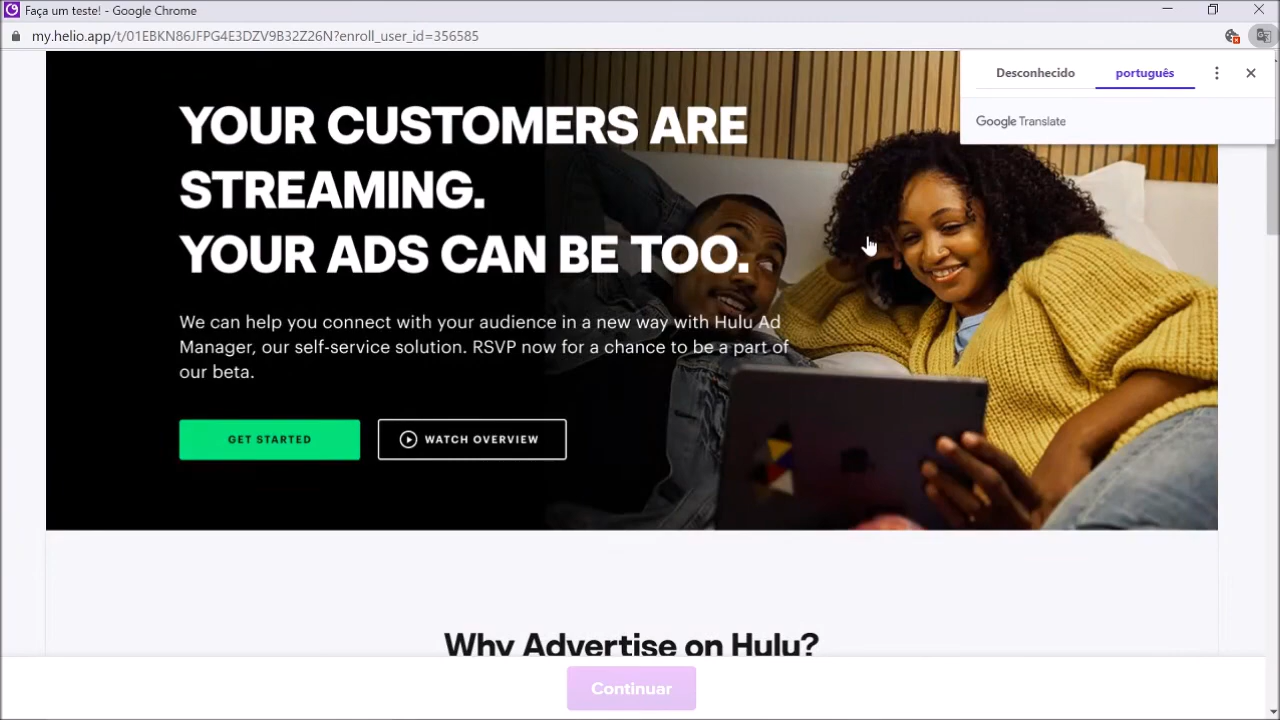 Faça um teste! - Google Chrome
my.helio.app/t/01EBKN86JFPG4E3DZV9B32Z26N?enroll_user_id=356585
Desconhecido
português
Google Translate
YOUR CUSTOMERS ARE
STREAMING.
YOUR ADS CAN BE TOO.
We can help you connect with your audience in a new way with Hulu Ad
Manager, our self-service solution. RSVP now for a chance to be a part of
our beta.
GET STARTED
WATCH OVERVIEW
Why Advertise on Hulu?
Continuar